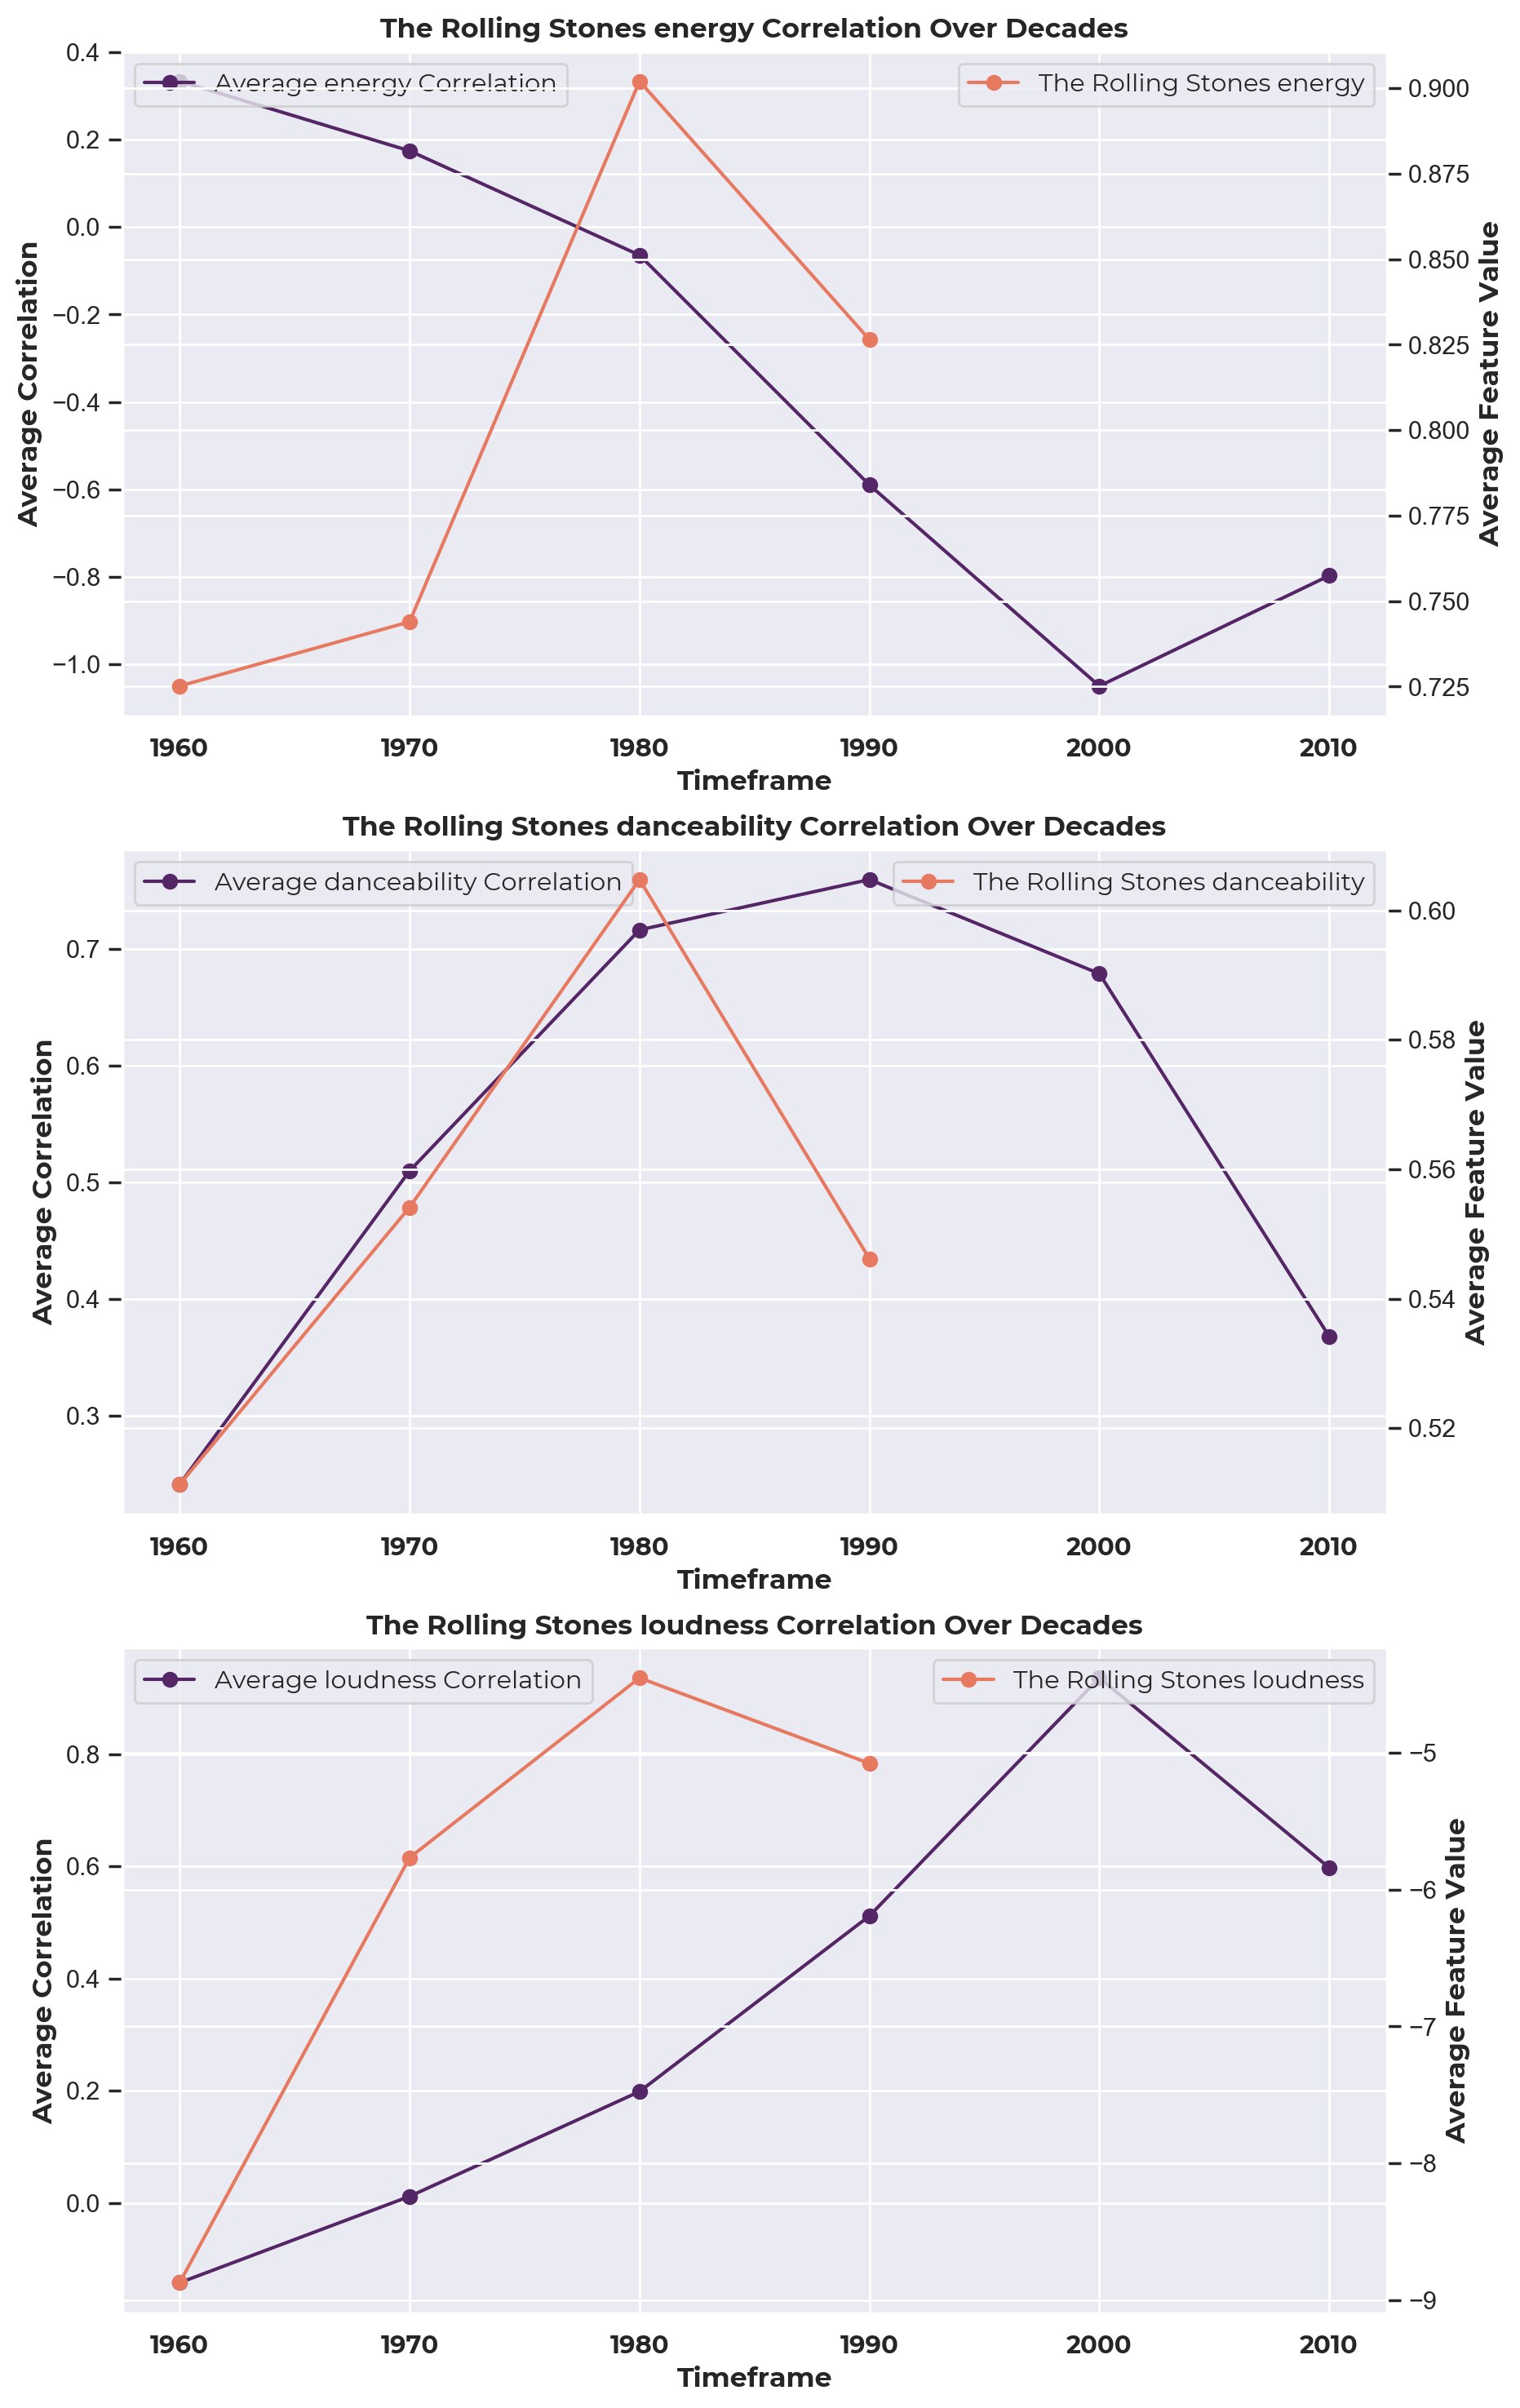 The Rolling Stones energy Correlation Over Decades
Average energy Correlation
The Rolling Stones energy
0.4
0.2
0.0
−0.2
−0.4
−0.6
−0.8
−1.0
Average Correlation
0.900
0.875
0.850
0.825
0.800
0.775
0.750
0.725
Average Feature Value
1960 1970 1980 1990 2000 2010
Timeframe
The Rolling Stones danceability Correlation Over Decades
Average danceability Correlation
The Rolling Stones danceability
0.7
0.6
0.5
0.4
0.3
Average Correlation
0.60
0.58
0.56
0.54
0.52
Average Feature Value
1960 1970 1980 1990 2000 2010
Timeframe
The Rolling Stones loudness Correlation Over Decades
Average loudness Correlation
The Rolling Stones loudness
0.8
0.6
0.4
0.2
0.0
Average Correlation
−5
−6
−7
−8
−9
Average Feature Value
1960 1970 1980 1990 2000 2010
Timeframe